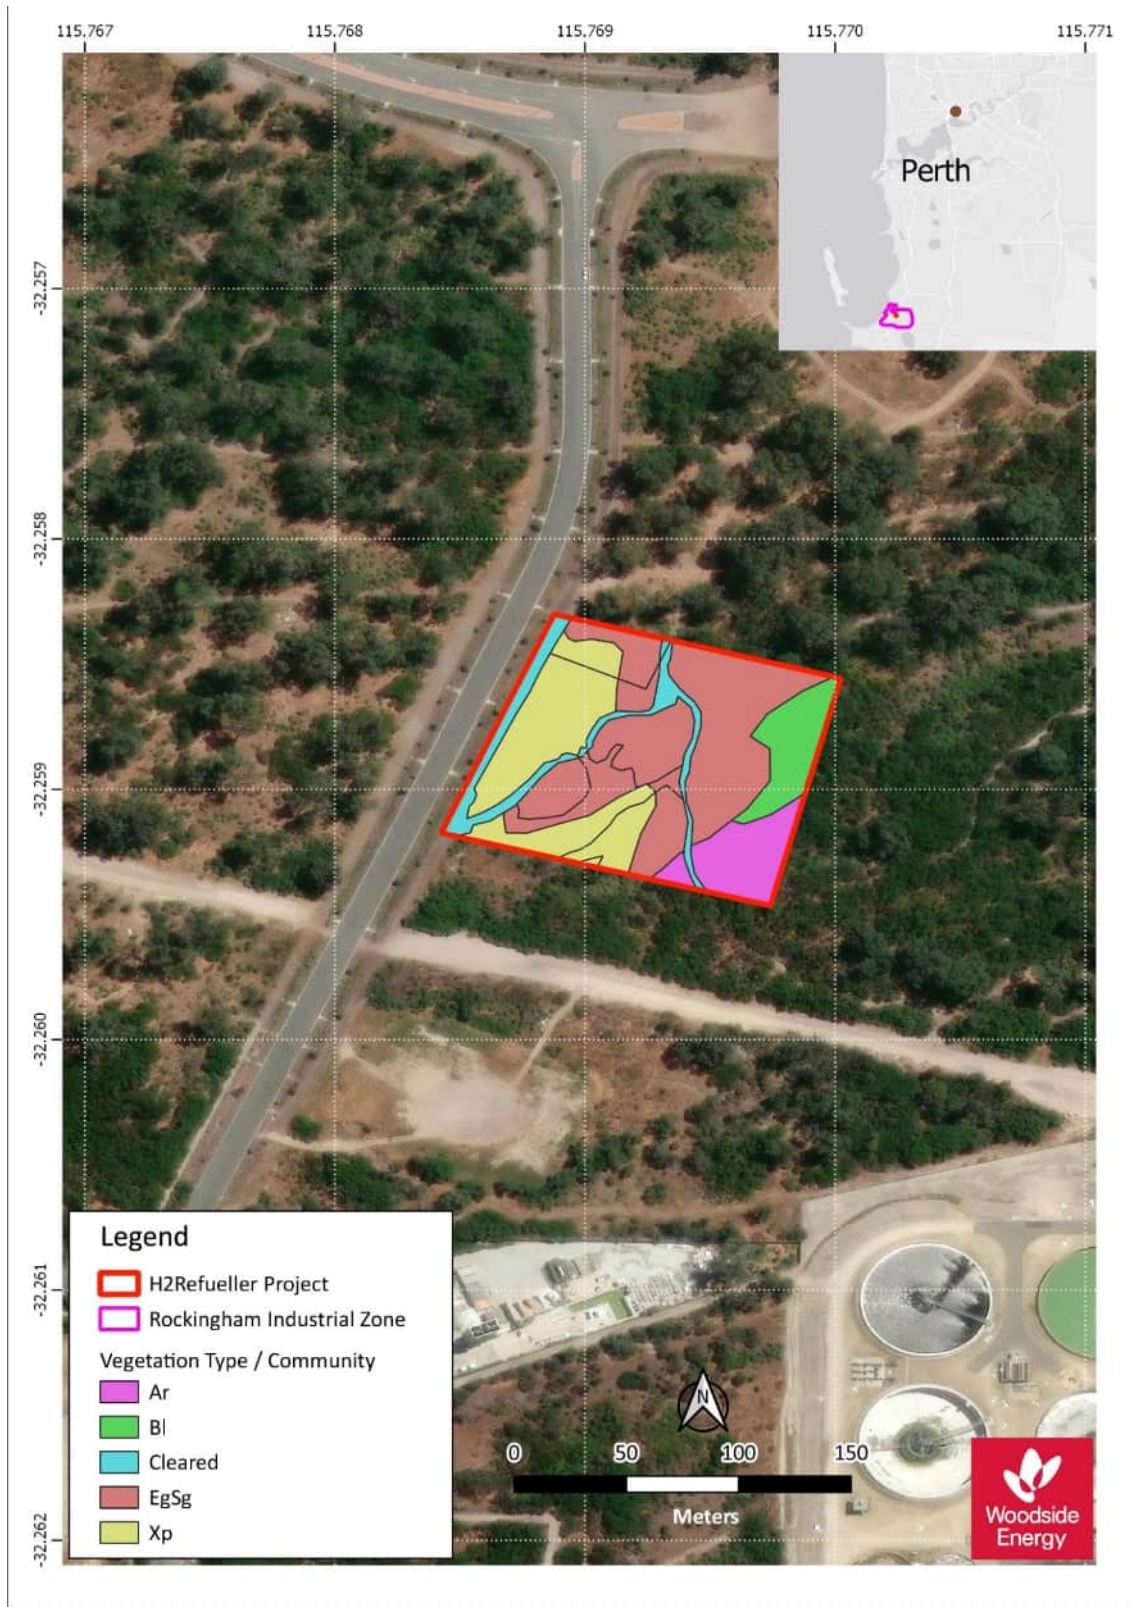 115.767 115.768 115.769 115.770 115.771
Perth
-32.257
-32.258
-32.259
-32.260
-32.261
-32.262
Legend
H2Refueller Project
Rockingham Industrial Zone
Vegetation Type / Community
Ar
Bl
Cleared
EgSg
Xp
N
0 50 100 150
Meters
Woodside
Energy